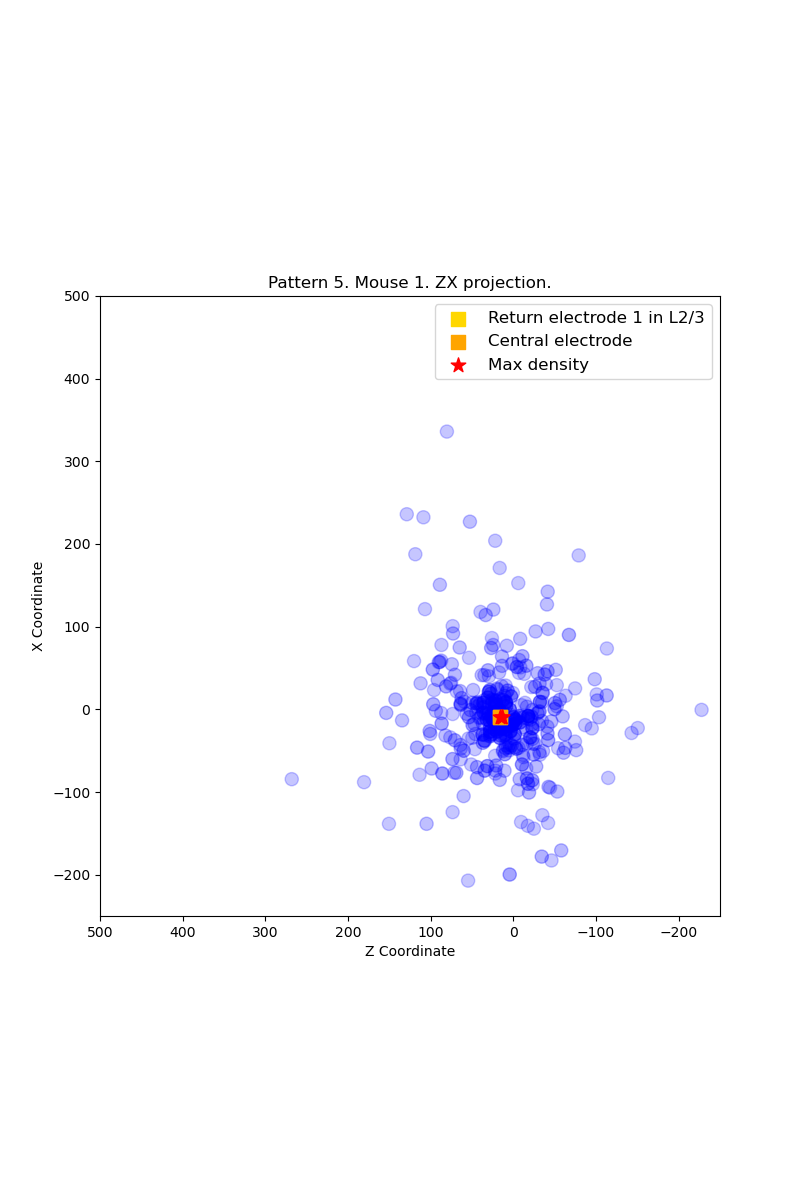 Pattern 5. Mouse 1. ZX projection.
500
400
300
200
100
0
−100
−200
X Coordinate
Return electrode 1 in L2/3
Central electrode
Max density
500
400
300
200
100
0
−100
−200
Z Coordinate